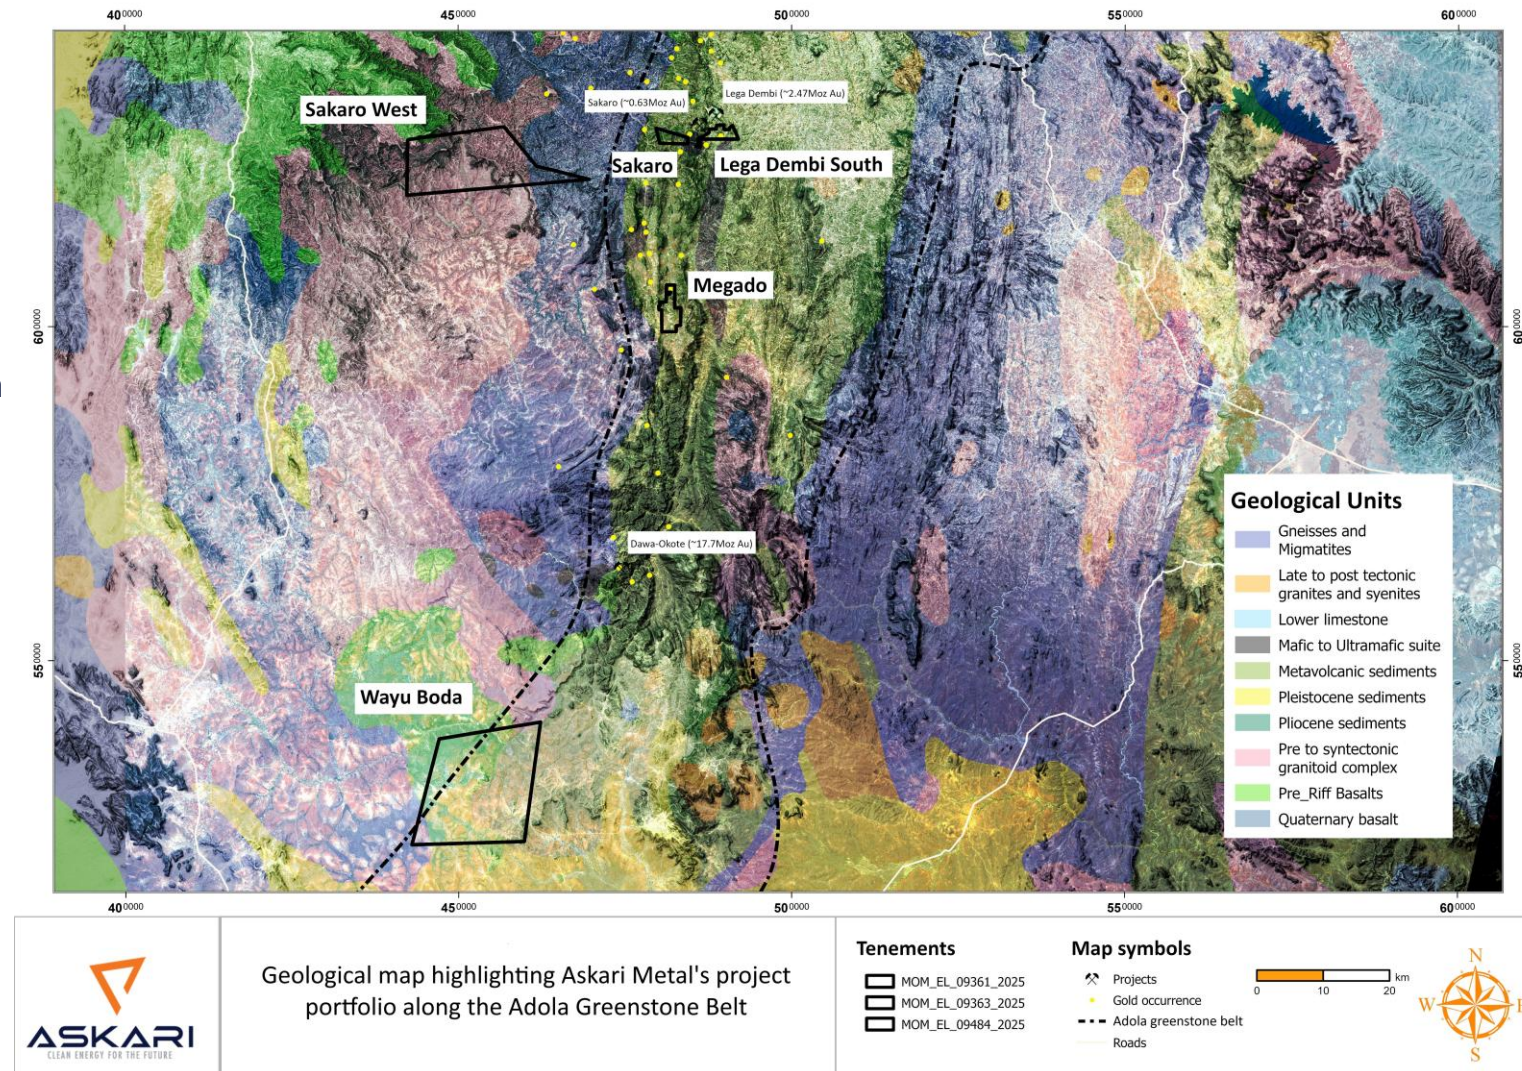 400000
450000
500000
550000
600000
Sakaro West
Sakaro (~0.63Moz Au)
Lega Dembi (~2.47Moz Au)
Sakaro
Lega Dembi South
Megado
600000
600000
Dawa-Okote (~17.7Moz Au)
Wayu Boda
550000
550000
Geological Units
Gneisses and
Migmatites
Late to post tectonic
granites and syenites
Lower limestone
Mafic to Ultramafic suite
Metavolcanic sediments
Pleistocene sediments
Pliocene sediments
Pre to syntectonic
granitoid complex
Pre_Riff Basalts
Quaternary basalt
400000
450000
500000
550000
600000
ASKARI
CLEAN ENERGY FOR THE FUTURE
Geological map highlighting Askari Metal's project
portfolio along the Adola Greenstone Belt
Tenements
MOM_EL_09361_2025
MOM_EL_09363_2025
MOM_EL_09484_2025
Map symbols
Projects
Gold occurrence
Adola greenstone belt
Roads
km
0 10 20
N
W E
S